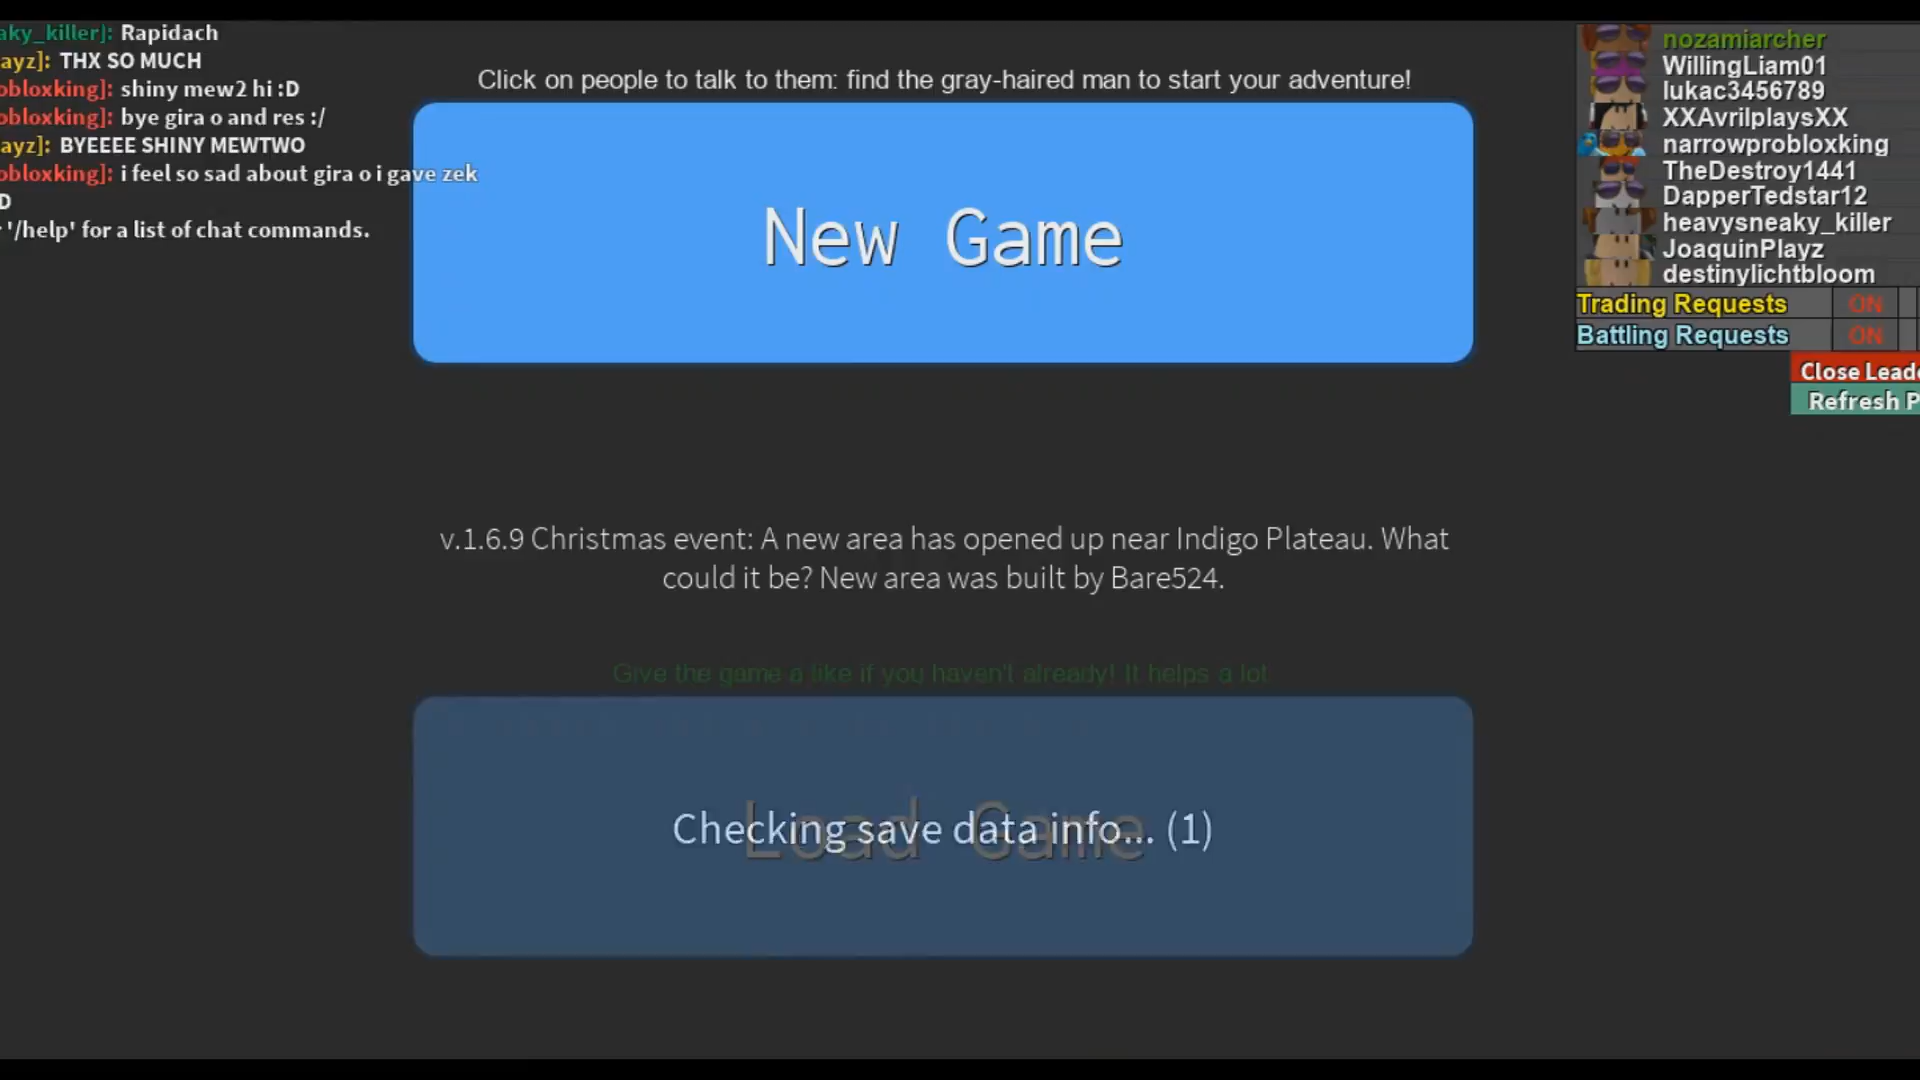 aky_killer]: Rapidach
ayz]: THX SO MUCH
obloxking]: shiny mew2 hi :D
obloxking]: bye gira o and res :/
ayz]: BYEEEE SHINY MEWTWO
obloxking]: i feel so sad about gira o i gave zek
D
'/help' for a list of chat commands.
Click on people to talk to them: find the gray-haired man to start your adventure!
New Game
v.1.6.9 Christmas event: A new area has opened up near Indigo Plateau. What
could it be? New area was built by Bare524.
Give the game a like if you haven't already! It helps a lot
Load Game
Checking save data info... (1)
nozamiarcher
WillingLiam01
lukac3456789
XXAvrilplaysXX
narrowprobloxking
TheDestroy1441
DapperTedstar12
heavysneaky_killer
JoaquinPlayz
destinylichtbloom
Trading Requests ON
Battling Requests ON
Close Leade
Refresh P